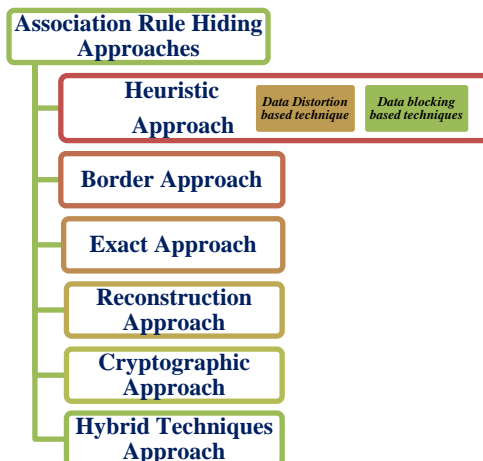 Association Rule Hiding
Approaches
Heuristic
Approach
Data Distortion
based technique
Data blocking
based techniques
Border Approach
Exact Approach
Reconstruction
Approach
Cryptographic
Approach
Hybrid Techniques
Approach